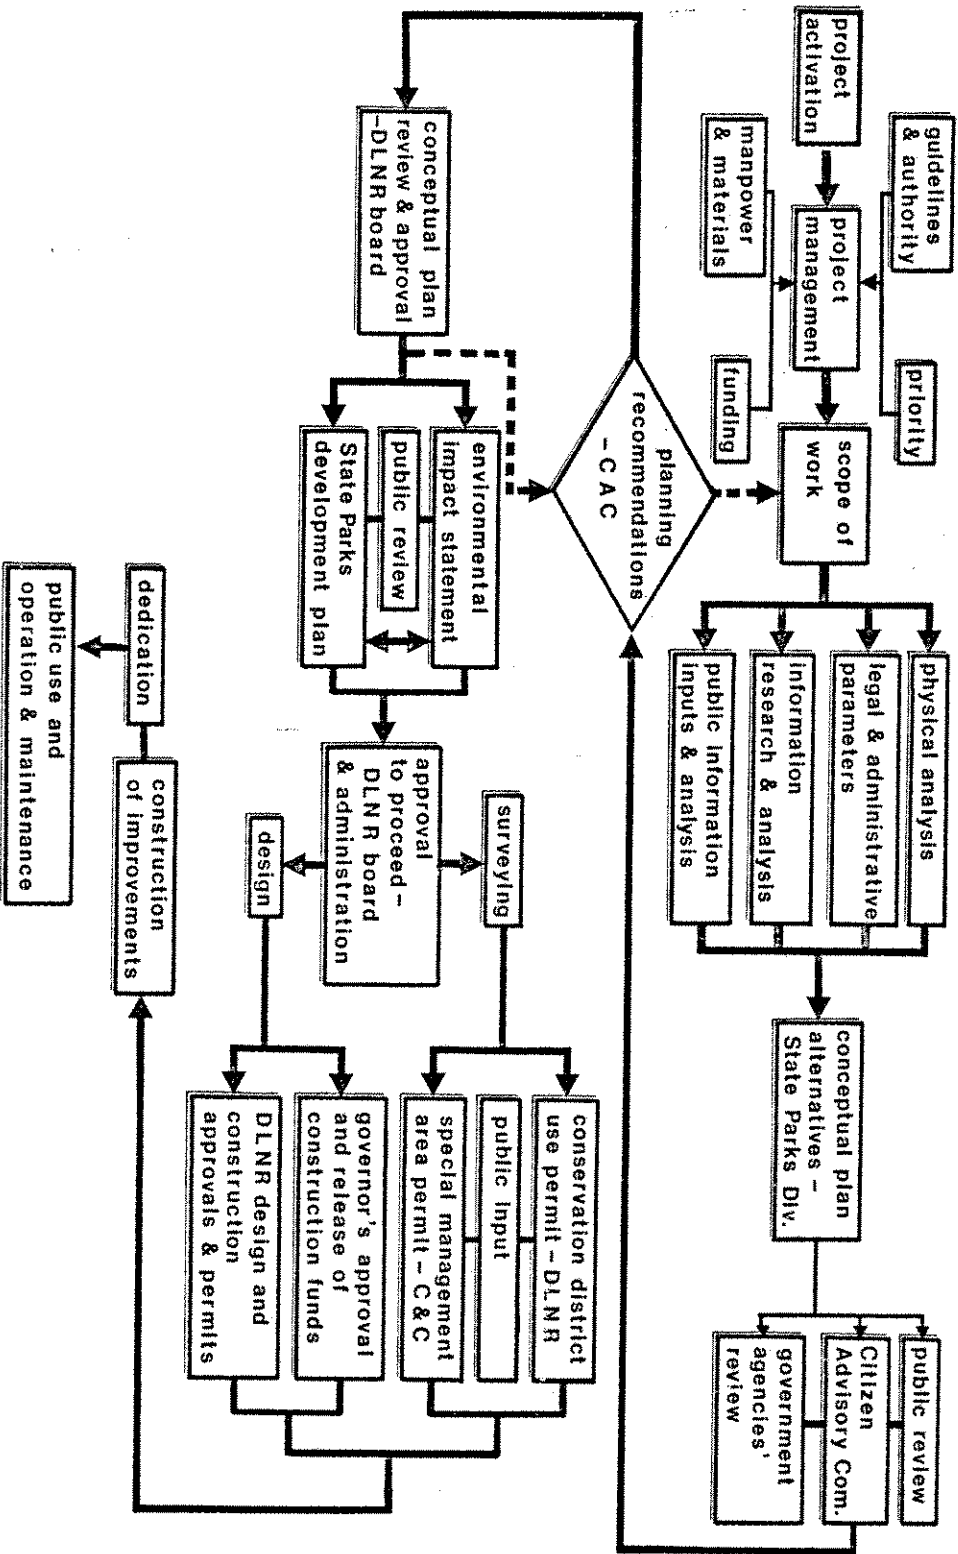 project
activation
guidelines
& authority
manpower
& materials
project
management
priority
funding
scope of
work
physical analysis
legal & administrative
parameters
information
research & analysis
public information
inputs & analysis
conceptual plan
alternatives –
State Parks Div.
public review
Citizen
Advisory Com.
government
agencies'
review
planning
recommendations
– CAC
conceptual plan
review & approval
–DLNR board
environmental
impact statement
public review
State Parks
development plan
approval
to proceed –
DLNR board
& administration
surveying
design
conservation district
use permit – DLNR
public input
special management
area permit – C&C
governor's approval
and release of
construction funds
DLNR design and
construction
approvals & permits
construction
of improvements
dedication
public use and
operation & maintenance